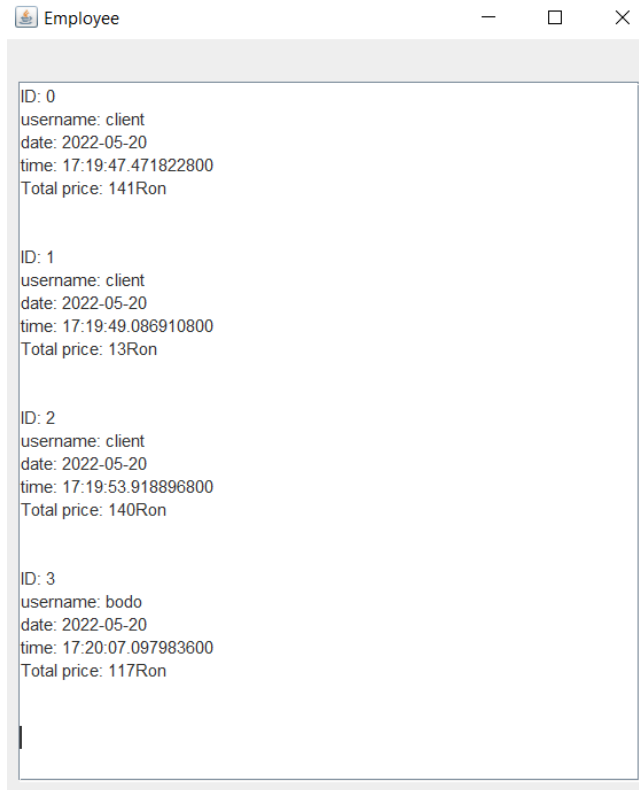 Employee
ID: 0
username: client
date: 2022-05-20
time: 17:19:47.471822800
Total price: 141Ron
ID: 1
username: client
date: 2022-05-20
time: 17:19:49.086910800
Total price: 13Ron
ID: 2
username: client
date: 2022-05-20
time: 17:19:53.918896800
Total price: 140Ron
ID: 3
username: bodo
date: 2022-05-20
time: 17:20:07.097983600
Total price: 117Ron